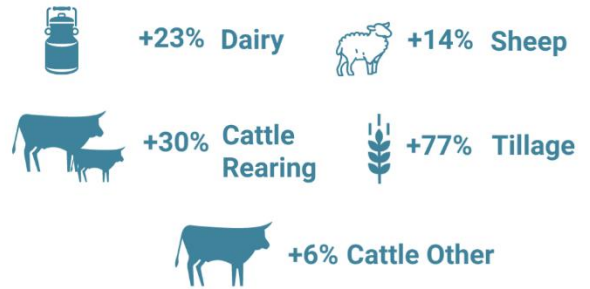 +23% Dairy
+14% Sheep
+30% Cattle
Rearing
+77% Tillage
+6% Cattle Other